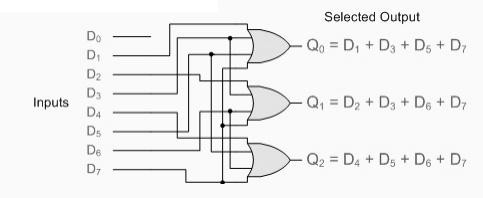 Selected Output
D₀
D₁
D₂
D₃
D₄
D₅
D₆
D₇
Inputs
Q₀ = D₁ + D₃ + D₅ + D₇
Q₁ = D₂ + D₃ + D₆ + D₇
Q₂ = D₄ + D₅ + D₆ + D₇